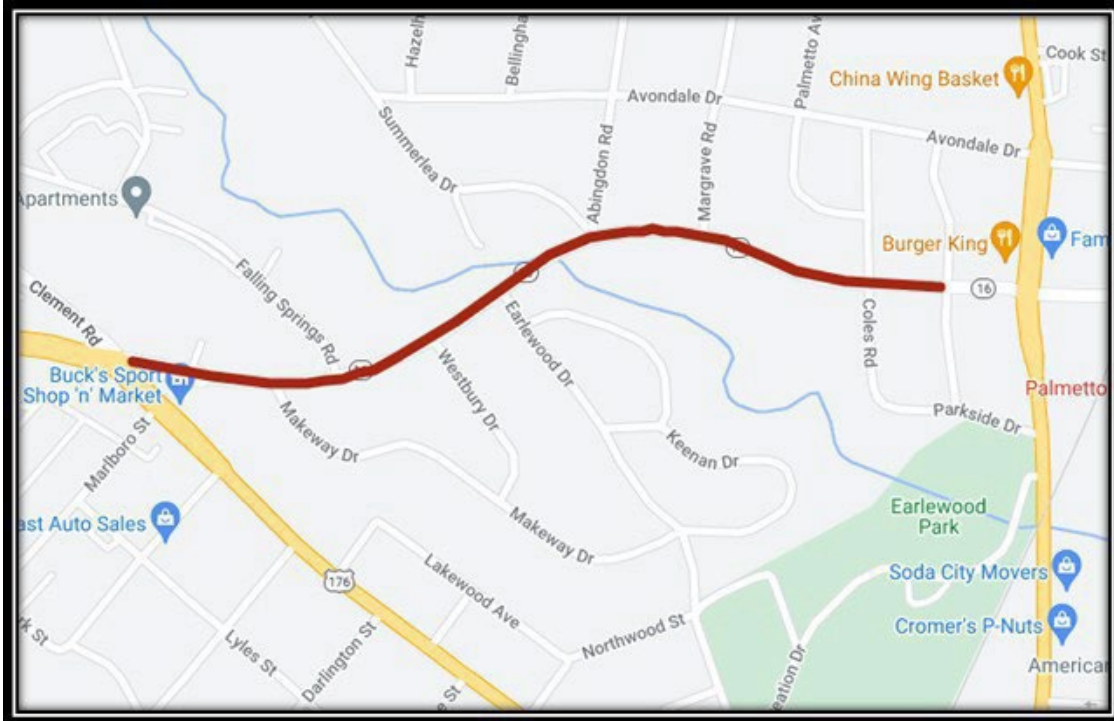 Hazelh
Bellingha
Palmetto Av
Cook St
China Wing Basket
Avondale Dr
Avondale Dr
Summerlea Dr
Abingdon Rd
Margrave Rd
Apartments
Burger King
Fam
Falling Springs Rd
16
Clement Rd
Earlewood Dr
Coles Rd
Buck's Sport
Shop 'n' Market
Westbury Dr
Palmetto
Makeway Dr
Parkside Dr
Marlboro St
Keenan Dr
Earlewood
Park
ast Auto Sales
Makeway Dr
176
Lakewood Ave
Soda City Movers
Northwood St
Cromer's P-Nuts
rk St
Lyles St
Darlington St
eation Dr
American
e St